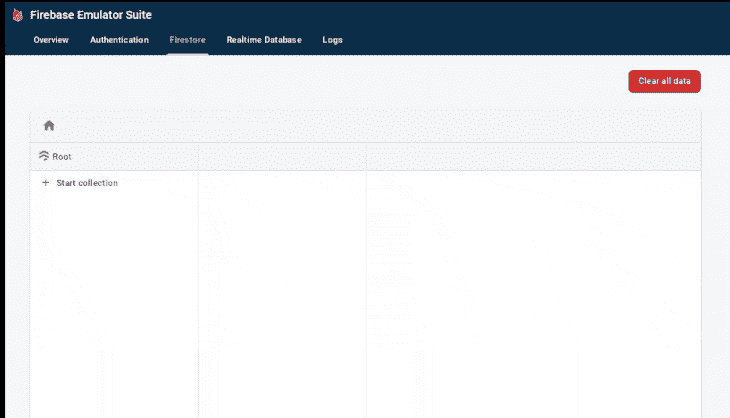 Firebase Emulator Suite
Overview Authentication Firestore Realtime Database Logs
Clear all data
Root
+ Start collection